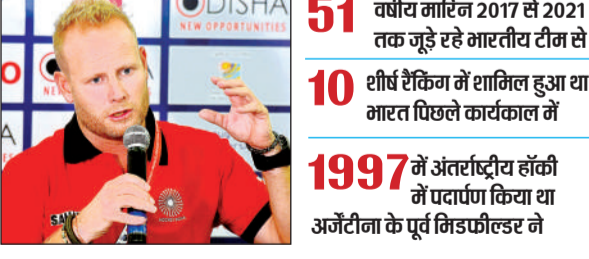 ODISHA
NEW OPPORTUNITIES
51 वर्षीय मारिन 2017 से 2021
तक जूड़े रहे भारतीय टीम से
10 शीर्ष रैंकिंग में शामिल हुआ था
भारत पिछले कार्यकाल में
1997 में अंतर्राष्ट्रीय हॉकी
में पदार्पण किया था
अर्जेंटीना के पूर्व मिडफील्डर ने